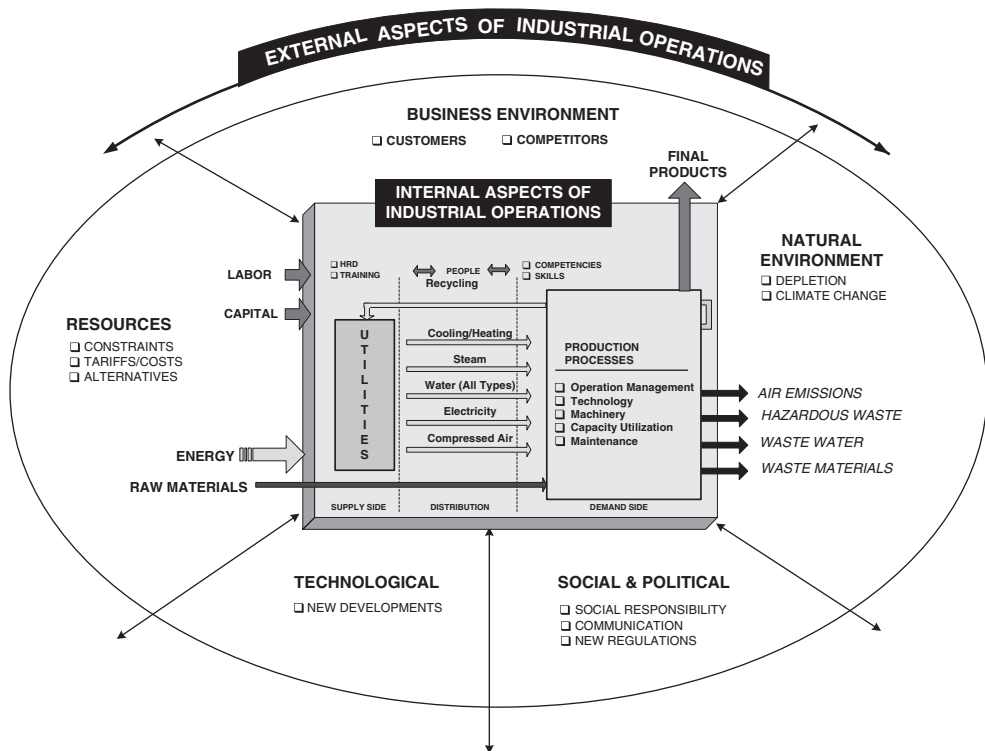 EXTERNAL ASPECTS OF INDUSTRIAL OPERATIONS
BUSINESS ENVIRONMENT
❑ CUSTOMERS ❑ COMPETITORS
FINAL
PRODUCTS
INTERNAL ASPECTS OF
INDUSTRIAL OPERATIONS
NATURAL
ENVIRONMENT
❑ DEPLETION
❑ CLIMATE CHANGE
RESOURCES
❑ CONSTRAINTS
❑ TARIFFS/COSTS
❑ ALTERNATIVES
LABOR
CAPITAL
ENERGY
RAW MATERIALS
❑ HRD
❑ TRAINING
PEOPLE
Recycling
❑ COMPETENCIES
❑ SKILLS
UTILITIES
Cooling/Heating
Steam
Water (All Types)
Electricity
Compressed Air
PRODUCTION
PROCESSES
❑ Operation Management
❑ Technology
❑ Machinery
❑ Capacity Utilization
❑ Maintenance
AIR EMISSIONS
HAZARDOUS WASTE
WASTE WATER
WASTE MATERIALS
SUPPLY SIDE
DISTRIBUTION
DEMAND SIDE
TECHNOLOGICAL
❑ NEW DEVELOPMENTS
SOCIAL & POLITICAL
❑ SOCIAL RESPONSIBILITY
❑ COMMUNICATION
❑ NEW REGULATIONS